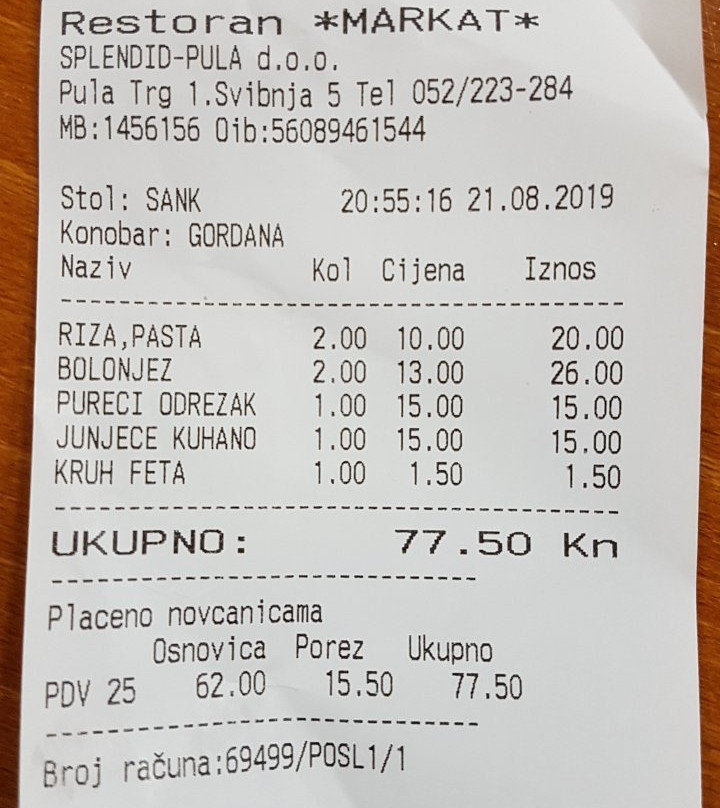 Restoran *MARKAT*
SPLENDID-PULA d.o.o.
Pula Trg 1.Svibnja 5 Tel 052/223-284
MB:1456156 Oib:56089461544
Stol: SANK 20:55:16 21.08.2019
Konobar: GORDANA
Naziv Kol Cijena Iznos
RIZA,PASTA 2.00 10.00 20.00
BOLONJEZ 2.00 13.00 26.00
PURECI ODREZAK 1.00 15.00 15.00
JUNJECE KUHANO 1.00 15.00 15.00
KRUH FETA 1.00 1.50 1.50
UKUPNO: 77.50 Kn
Placeno novcanicama
Osnovica Porez Ukupno
PDV 25 62.00 15.50 77.50
Broj računa:69499/POSL1/1